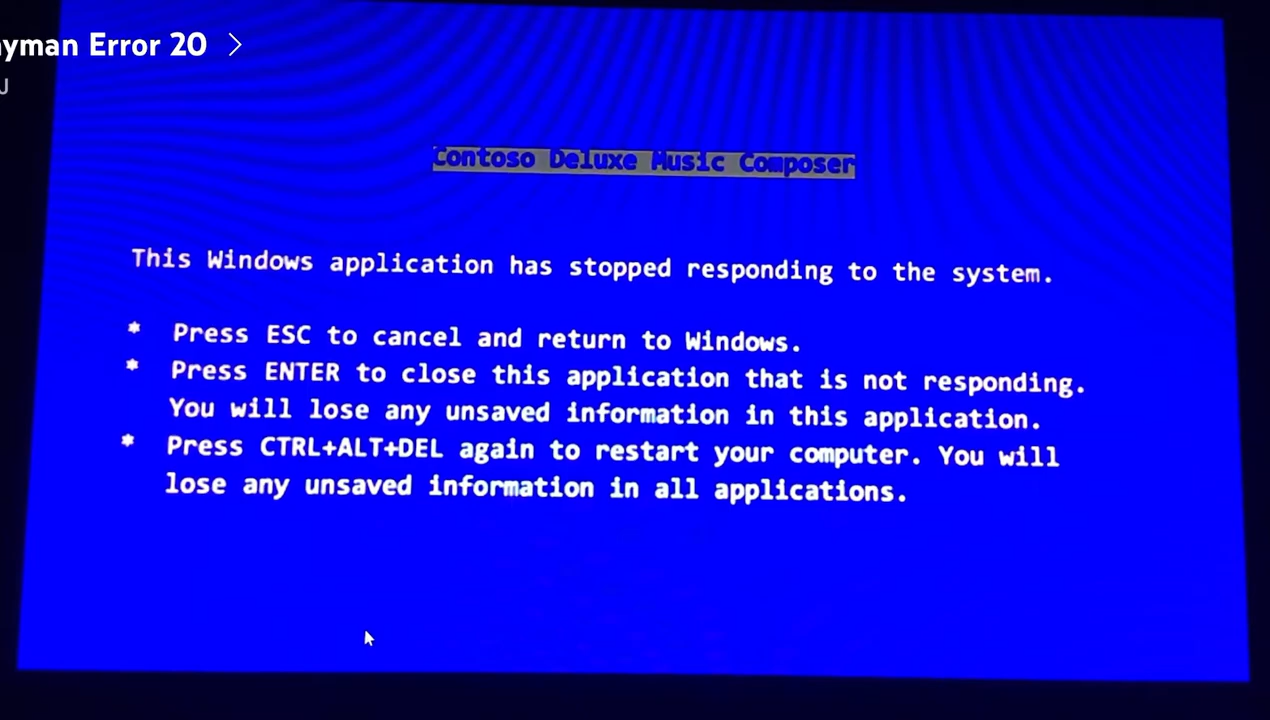 ayman Error 20 >
J
Contoso Deluxe Music Composer
This Windows application has stopped responding to the system.
* Press ESC to cancel and return to Windows.
* Press ENTER to close this application that is not responding.
You will lose any unsaved information in this application.
* Press CTRL+ALT+DEL again to restart your computer. You will
lose any unsaved information in all applications.